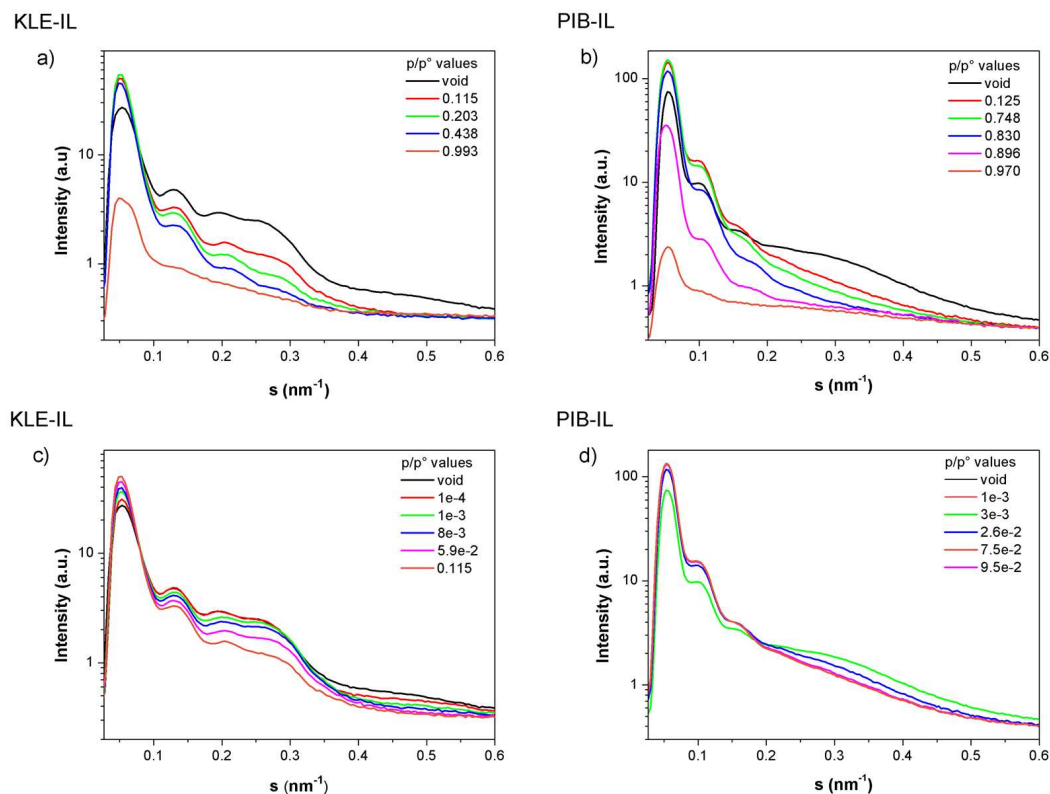 KLE-IL
PIB-IL
a)
p/p° values
void
0.115
0.203
0.438
0.993
10
1
Intensity (a.u)
0.1
0.2
0.3
0.4
0.5
0.6
s (nm⁻¹)
b)
p/p° values
void
0.125
0.748
0.830
0.896
0.970
100
10
1
Intensity (a.u.)
0.1
0.2
0.3
0.4
0.5
0.6
s (nm⁻¹)
KLE-IL
PIB-IL
c)
p/p° values
void
1e-4
1e-3
8e-3
5.9e-2
0.115
10
1
Intensity (a.u.)
0.1
0.2
0.3
0.4
0.5
0.6
s (nm⁻¹)
d)
p/p° values
void
1e-3
3e-3
2.6e-2
7.5e-2
9.5e-2
100
10
1
Intensity (a.u.)
0.1
0.2
0.3
0.4
0.5
0.6
s (nm⁻¹)